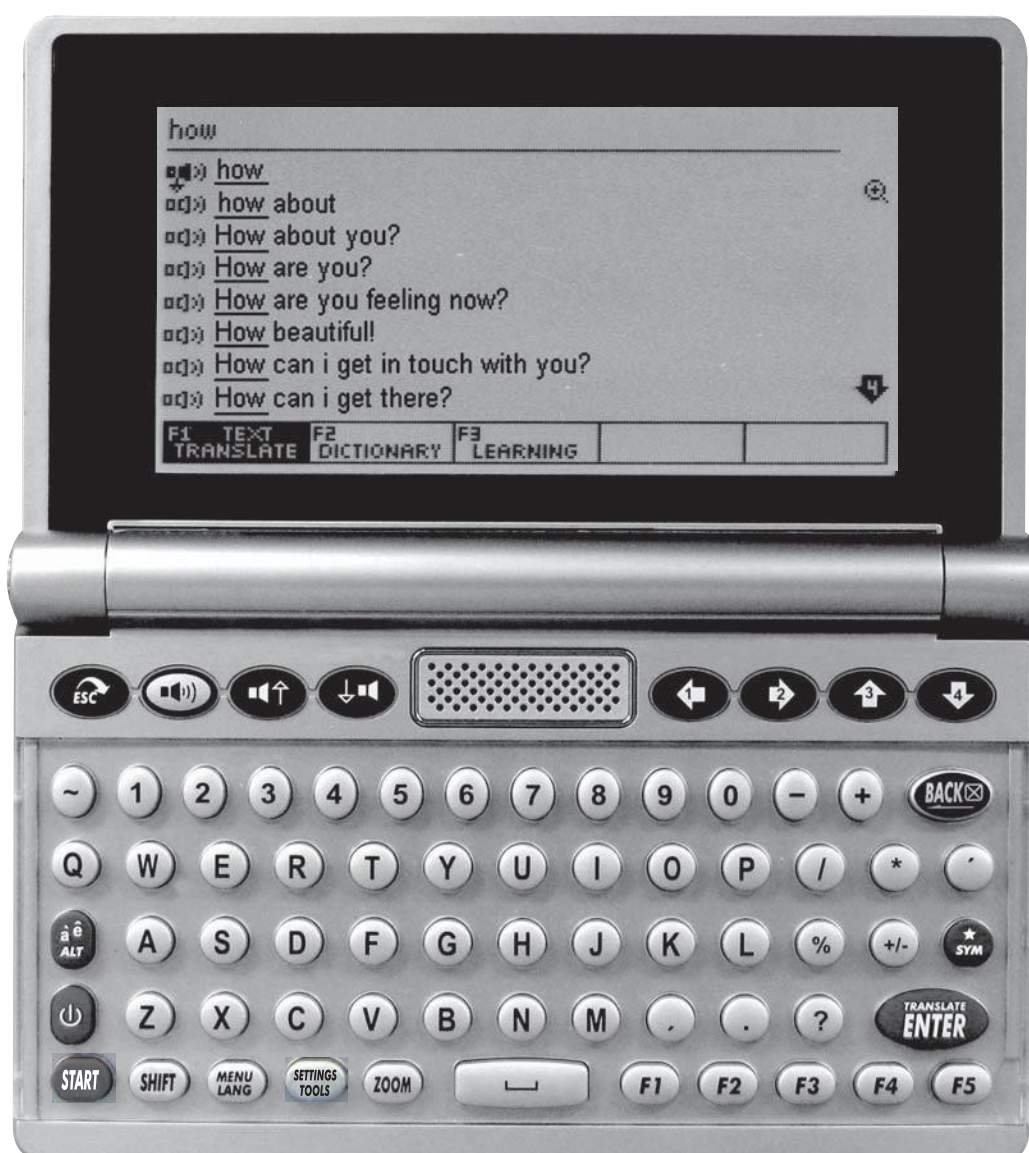 how
how
how about
How about you?
How are you?
How are you feeling now?
How beautiful!
How can i get in touch with you?
How can i get there?
4
F1 TEXT TRANSLATE F2 DICTIONARY F3 LEARNING
ESC 1 2 3 4
~ 1 2 3 4 5 6 7 8 9 0 - + BACK
Q W E R T Y U I O P / * ´
à ê ALT A S D F G H J K L % +/- SYM
Z X C V B N M , . ? TRANSLATE ENTER
START SHIFT MENU LANG SETTINGS TOOLS ZOOM F1 F2 F3 F4 F5